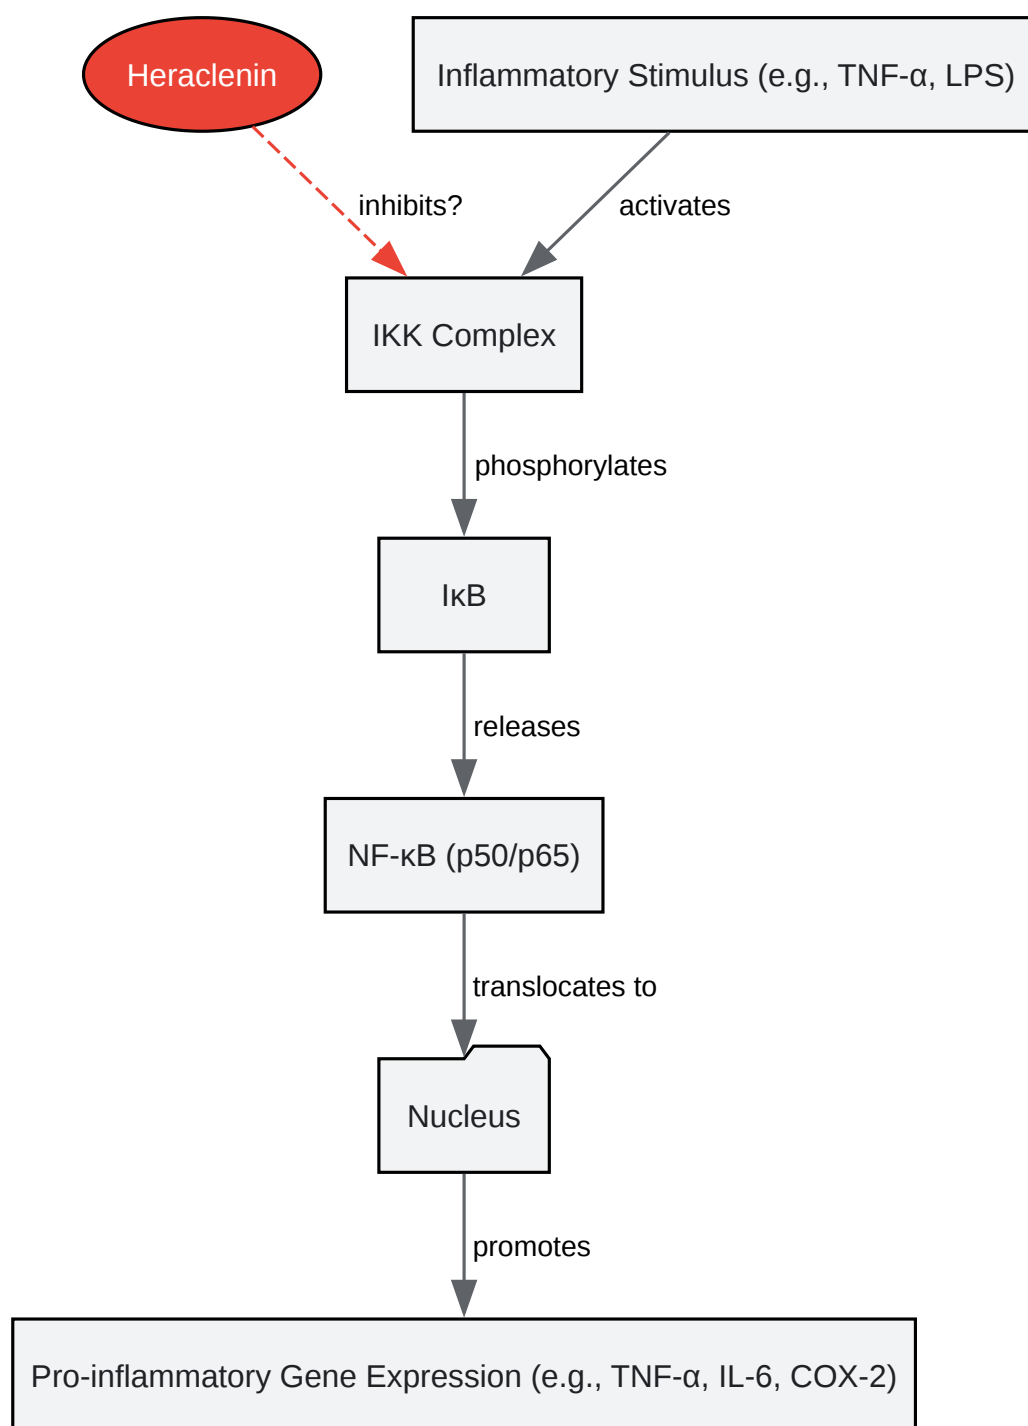 Heraclenin
Inflammatory Stimulus (e.g., TNF-α, LPS)
inhibits?
activates
IKK Complex
phosphorylates
IκB
releases
NF-κB (p50/p65)
translocates to
Nucleus
promotes
Pro-inflammatory Gene Expression (e.g., TNF-α, IL-6, COX-2)